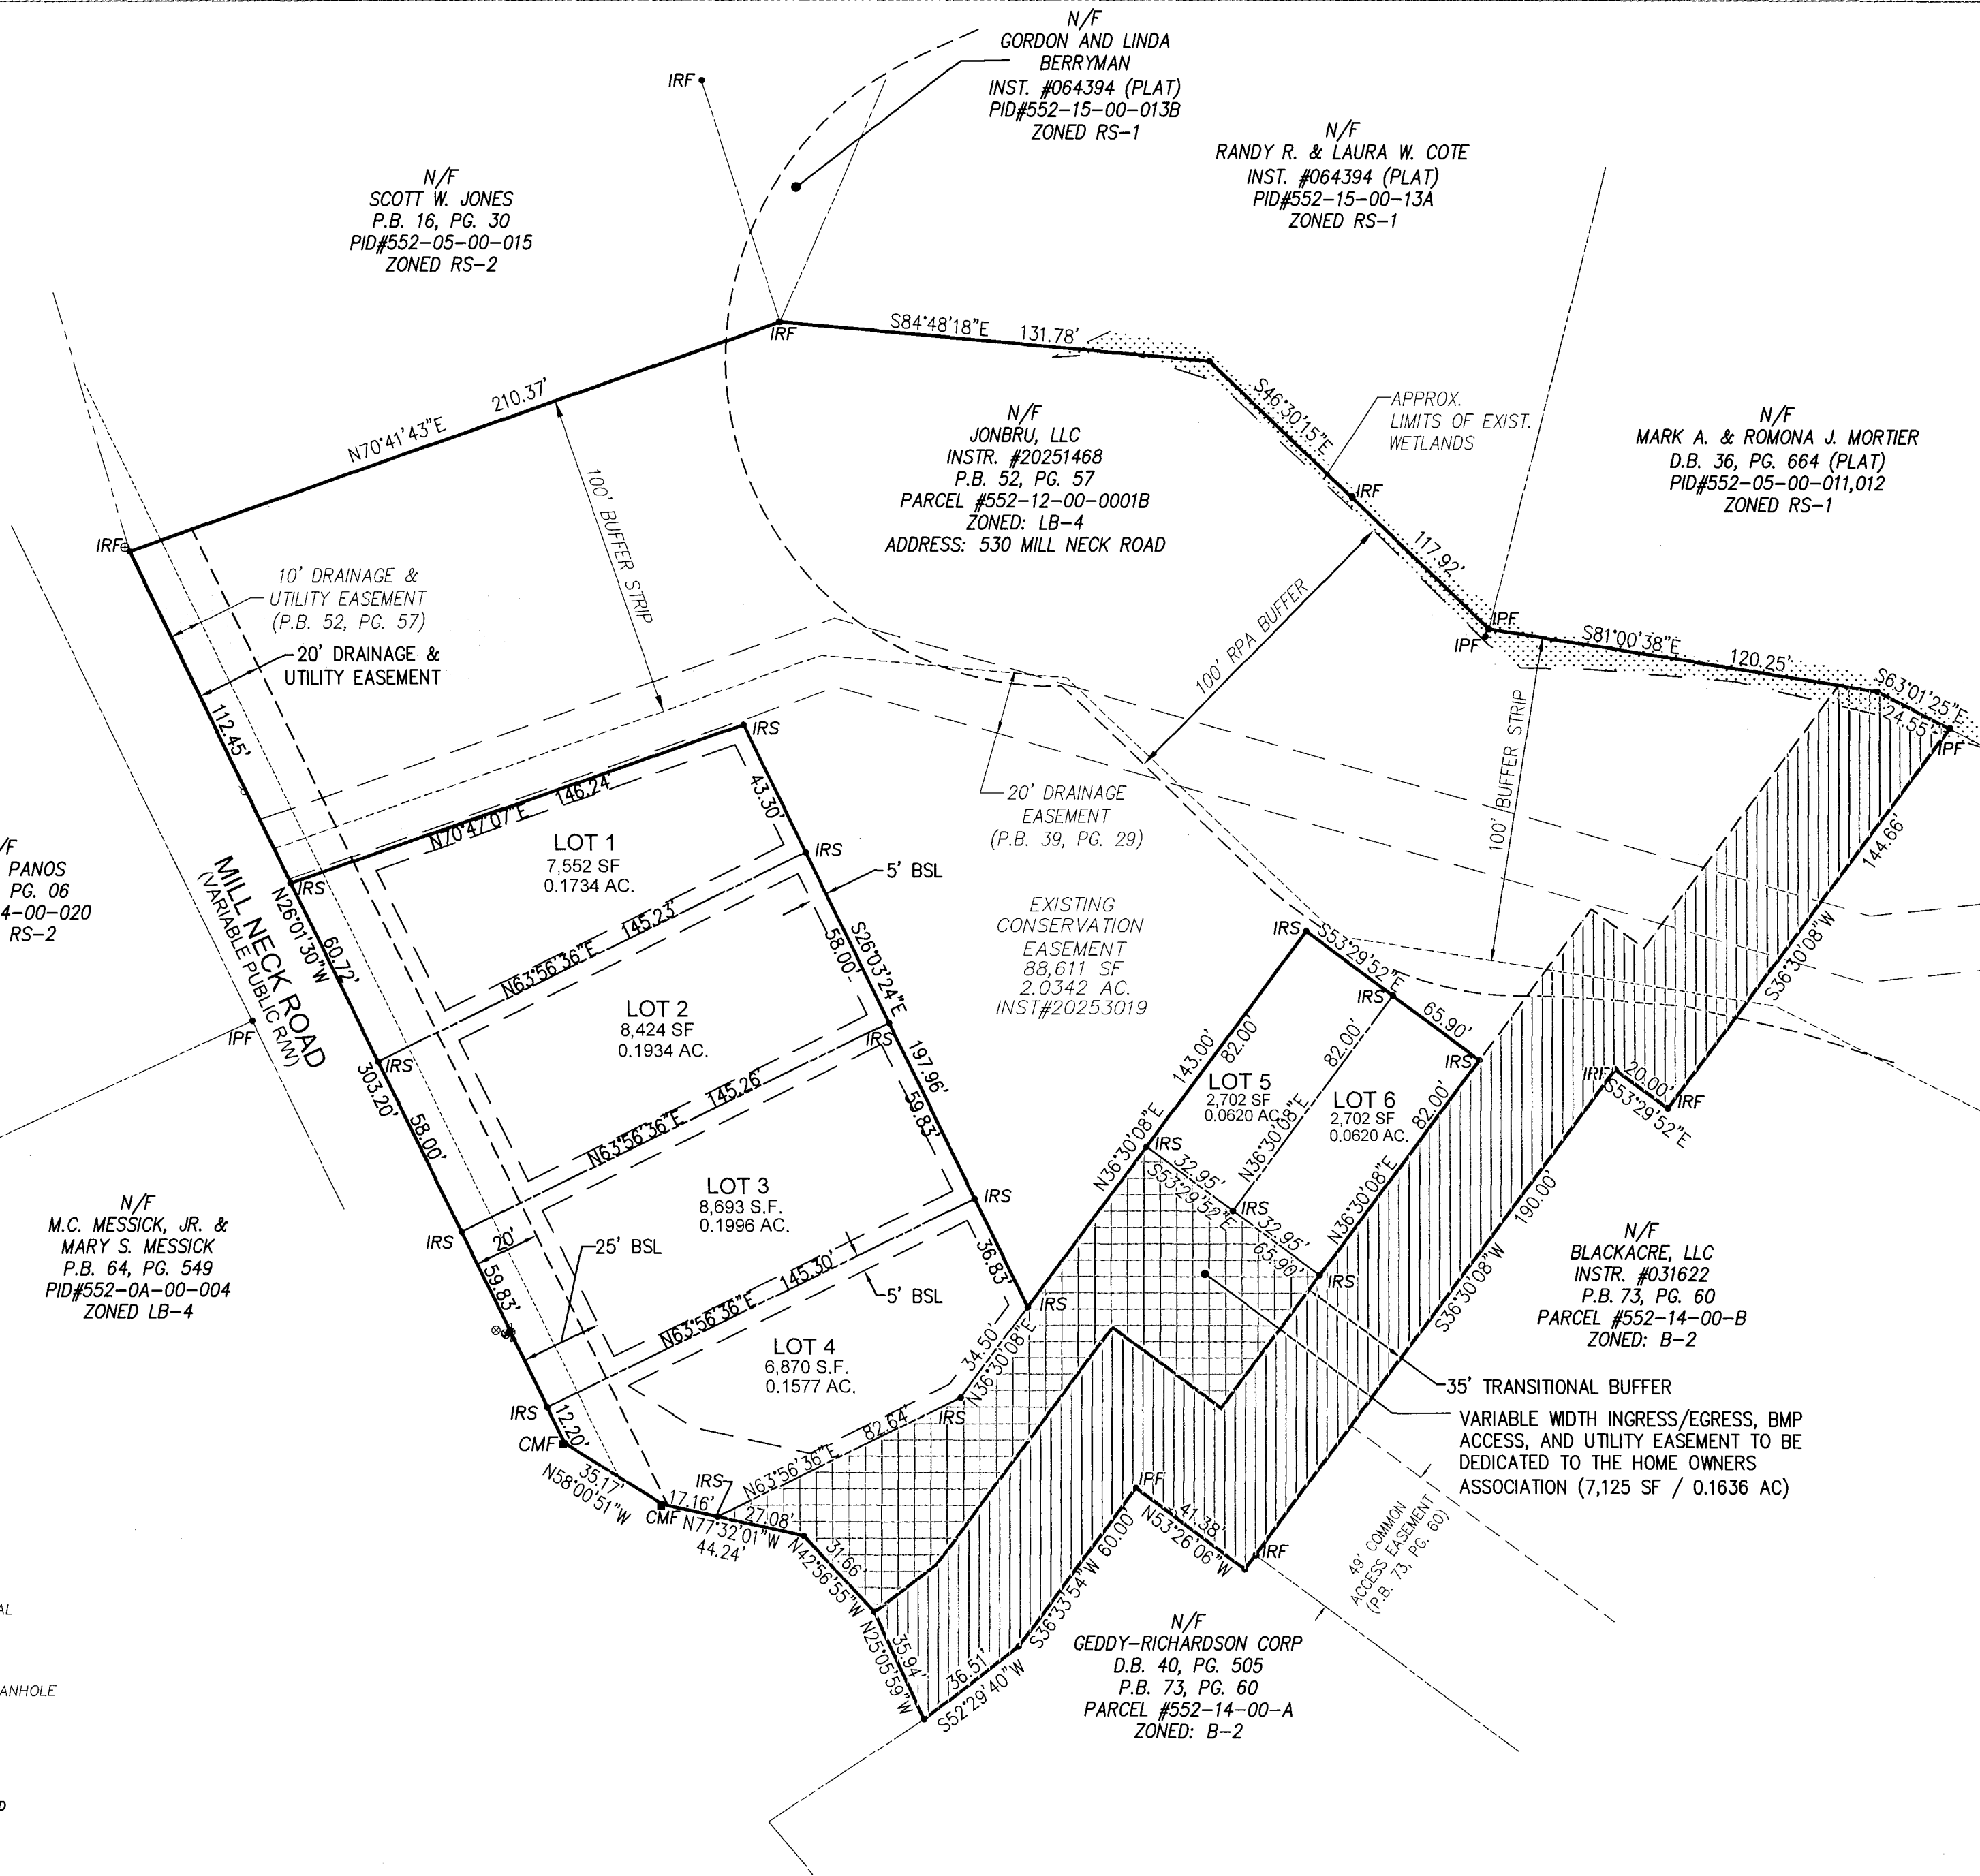 N/F
GORDON AND LINDA
BERRYMAN
INST. #064394 (PLAT)
PID#552-15-00-013B
ZONED RS-1
IRF
N/F
RANDY R. & LAURA W. COTE
INST. #064394 (PLAT)
PID#552-15-00-13A
ZONED RS-1
N/F
SCOTT W. JONES
P.B. 16, PG. 30
PID#552-05-00-015
ZONED RS-2
IRF
S84°48'18"E 131.78'
N70°41'43"E 210.37'
S46°30'15"E
APPROX.
LIMITS OF EXIST.
WETLANDS
N/F
JONBRU, LLC
INSTR. #20251468
P.B. 52, PG. 57
PARCEL #552-12-00-0001B
ZONED: LB-4
ADDRESS: 530 MILL NECK ROAD
N/F
MARK A. & ROMONA J. MORTIER
D.B. 36, PG. 664 (PLAT)
PID#552-05-00-011,012
ZONED RS-1
IRF
117.92'
100' BUFFER STRIP
100' RPA BUFFER
IRF
10' DRAINAGE &
UTILITY EASEMENT
(P.B. 52, PG. 57)
20' DRAINAGE &
UTILITY EASEMENT
112.45'
IPF
IPF
S81°00'38"E 120.25'
S63°01'25"E
24.55'
IPF
100' BUFFER STRIP
144.66'
S36°30'08"W
20' DRAINAGE
EASEMENT
(P.B. 39, PG. 29)
IRS
N70°47'07"E 146.24'
43.30'
LOT 1
7,552 SF
0.1734 AC.
IRS
5' BSL
/F
PANOS
PG. 06
4-00-020
RS-2
MILL NECK ROAD
(VARIABLE PUBLIC R/W)
IRS
N26°01'30"W
60.72'
303.20'
N63°56'36"E 145.23'
58.00'
S26°03'24"E
197.96'
EXISTING
CONSERVATION
EASEMENT
88,611 SF
2.0342 AC.
INST#20253019
LOT 2
8,424 SF
0.1934 AC.
IRS
IPF
IRS
58.00'
N63°56'36"E 145.26'
59.83'
IRS
S53°29'52"E
IRS
65.90'
IRS
143.00'
82.00'
82.00'
82.00'
LOT 5
2,702 SF
0.0620 AC.
LOT 6
2,702 SF
0.0620 AC.
N36°30'08"E
N36°30'08"E
N36°30'08"E
IRF
20.00'
IRF
S53°29'52"E
190.00'
S36°30'08"W
IRS
32.95'
S53°29'52"E
IRS
32.95'
65.90'
IRS
LOT 3
8,693 S.F.
0.1996 AC.
IRS
N/F
M.C. MESSICK, JR. &
MARY S. MESSICK
P.B. 64, PG. 549
PID#552-0A-00-004
ZONED LB-4
IRS
20'
25' BSL
59.83'
N63°56'36"E 145.30'
36.83'
5' BSL
IRS
LOT 4
6,870 S.F.
0.1577 AC.
34.50'
N36°30'08"E
IRS
N/F
BLACKACRE, LLC
INSTR. #031622
P.B. 73, PG. 60
PARCEL #552-14-00-B
ZONED: B-2
35' TRANSITIONAL BUFFER
VARIABLE WIDTH INGRESS/EGRESS, BMP
ACCESS, AND UTILITY EASEMENT TO BE
DEDICATED TO THE HOME OWNERS
ASSOCIATION (7,125 SF / 0.1636 AC)
IRS
12.20'
CMF
35.17'
N58°00'51"W
N63°56'36"E 82.64'
IRS
17.16'
CMF
27.08'
N77°32'01"W
44.24'
31.66'
N42°56'55"W
35.94'
N25°05'59"W
36.51'
S52°29'40"W
60.00'
S36°33'54"W
IPF
41.38'
N53°26'06"W
IRF
49' COMMON
ACCESS EASEMENT
(P.B. 73, PG. 60)
N/F
GEDDY-RICHARDSON CORP
D.B. 40, PG. 505
P.B. 73, PG. 60
PARCEL #552-14-00-A
ZONED: B-2
AL
ANHOLE
D